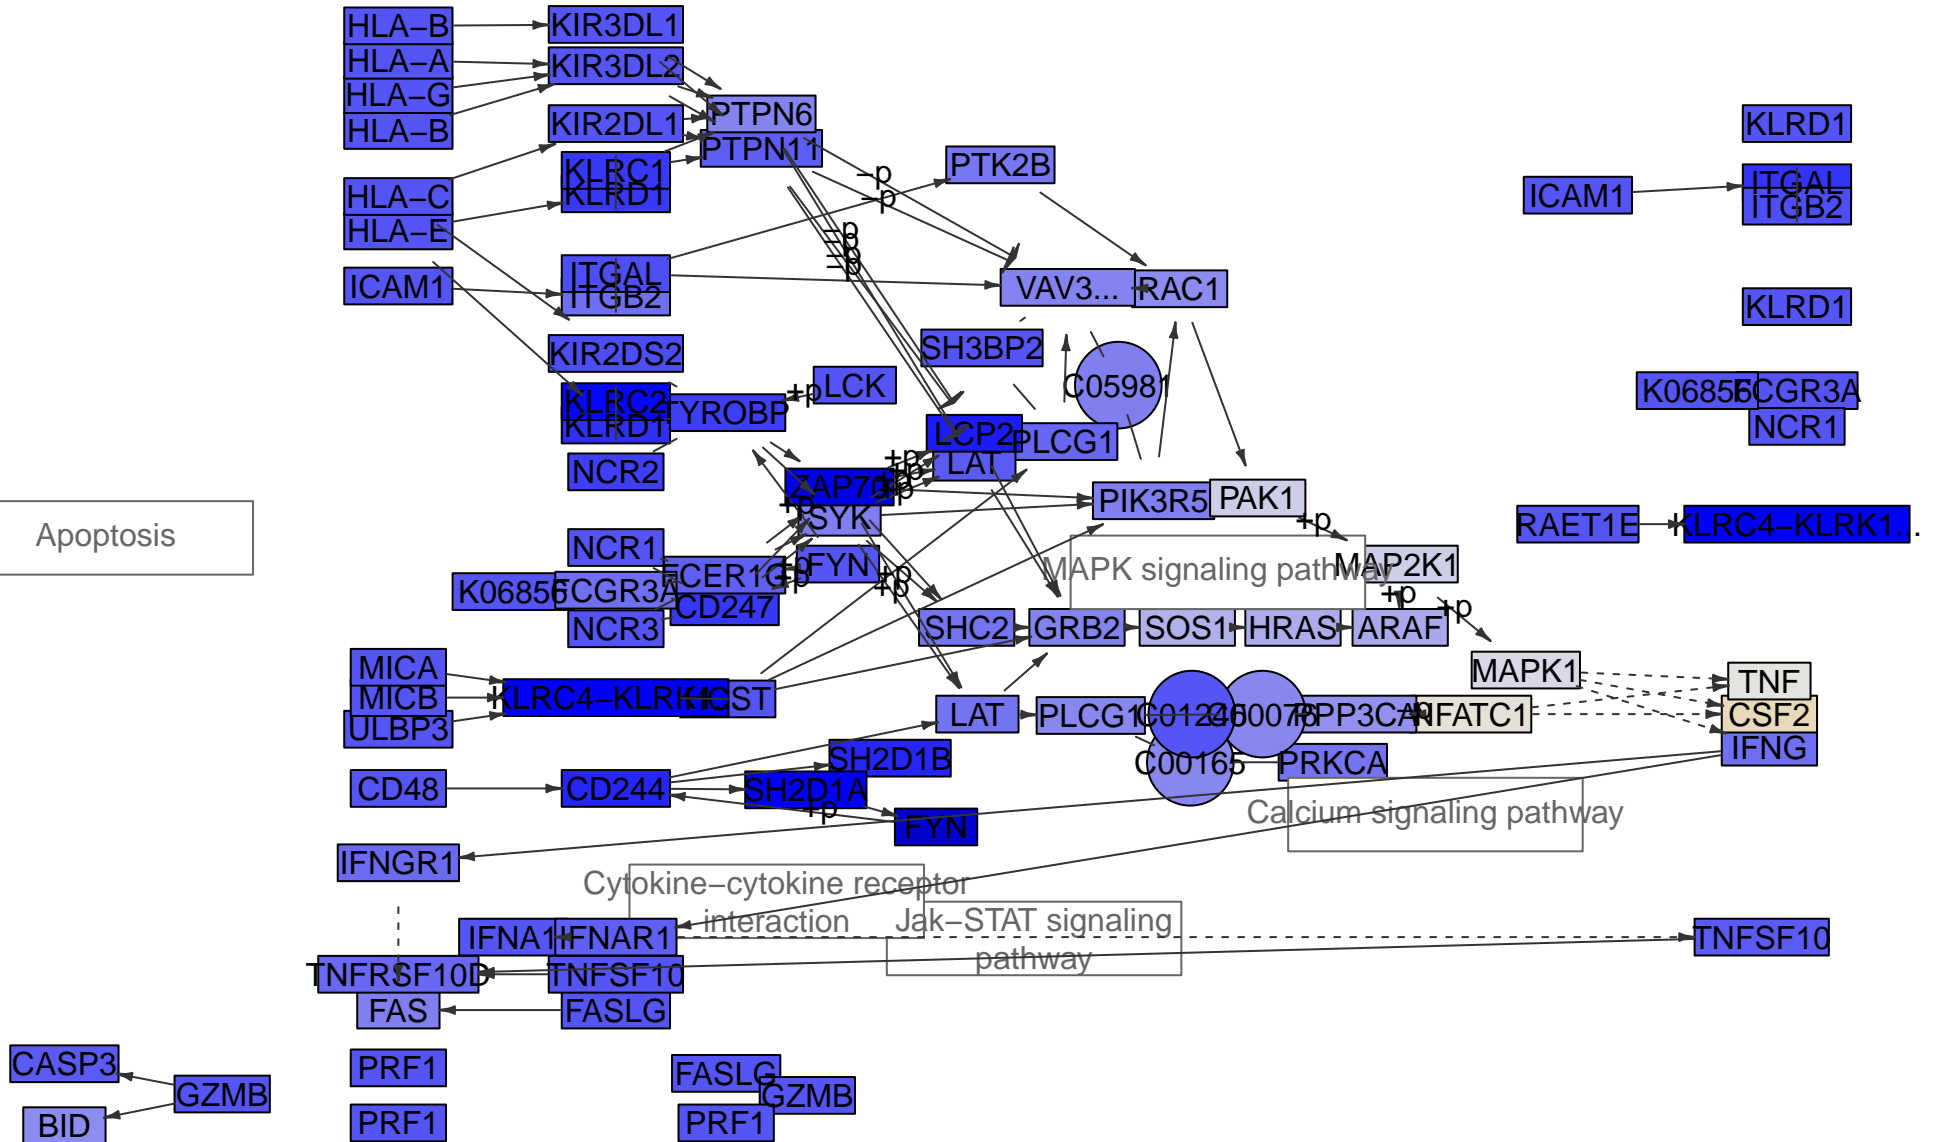 HLA−B
KIR3DL1
HLA−A
KIR3DL2
HLA−G
HLA−B
PTPN6
KIR2DL1
PTPN11
KLRD1
PTK2B
KLRC1
KLRD1
−p
−p
ITGAL
ITGB2
ICAM1
HLA−C
HLA−E
−p
−p
−p
−p
ICAM1
ITGAL
ITGB2
VAV3...
RAC1
KLRD1
KIR2DS2
SH3BP2
C05981
LCK
+p
KLRC2
KLRD1
TYROBP
K06856
FCGR3A
NCR1
LCP2
PLCG1
LAT
NCR2
+p
+p
+p
+p
ZAP70
SYK
+p
PIK3R5
PAK1
+p
RAET1E
KLRC4−KLRK1...
Apoptosis
NCR1
FYN
FCER1G
+p
+p
+p
+p
MAPK signaling pathway
MAP2K1
K06856
FCGR3A
CD247
NCR3
+p
+p
SHC2
GRB2
SOS1
HRAS
ARAF
MICA
MICB
ULBP3
KLRC4−KLRK1
HCST
MAPK1
TNF
CSF2
IFNG
LAT
PLCG1
C01245
C00076
PPP3CA
−p
NFATC1
C00165
PRKCA
SH2D1B
CD48
CD244
SH2D1A
+p
FYN
Calcium signaling pathway
IFNGR1
Cytokine−cytokine receptor
interaction
Jak−STAT signaling
pathway
IFNA1
IFNAR1
TNFSF10
TNFRSF10D
TNFSF10
FAS
FASLG
CASP3
GZMB
BID
PRF1
PRF1
FASLG
GZMB
PRF1